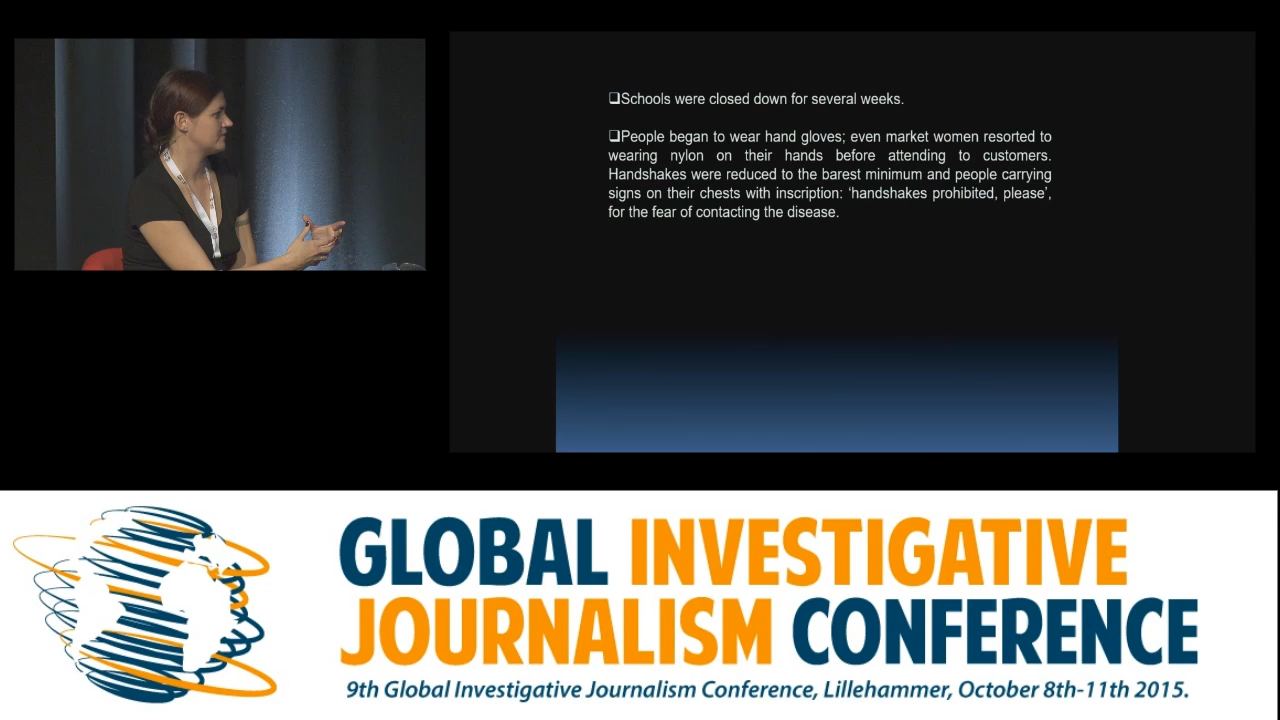 ❑Schools were closed down for several weeks.
❑People began to wear hand gloves; even market women resorted to
wearing nylon on their hands before attending to customers.
Handshakes were reduced to the barest minimum and people carrying
signs on their chests with inscription: ‘handshakes prohibited, please’,
for the fear of contacting the disease.
GLOBAL INVESTIGATIVE
JOURNALISM CONFERENCE
9th Global Investigative Journalism Conference, Lillehammer, October 8th-11th 2015.